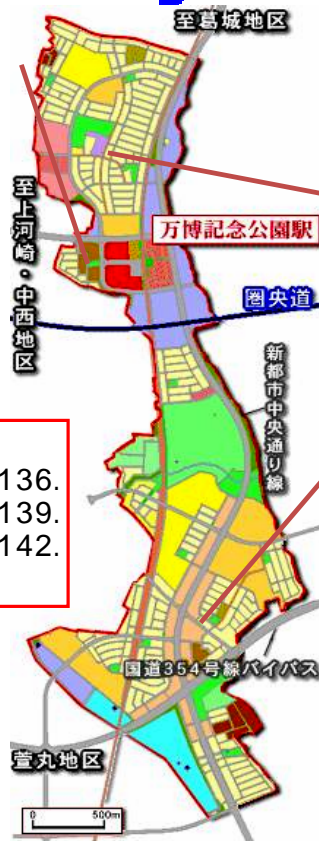 至葛城地区
至上河崎・中西地区
万博記念公園駅
圏央道
新都市中央通り線
136.
139.
142.
国道354号線バイパス
萱丸地区
0 500m